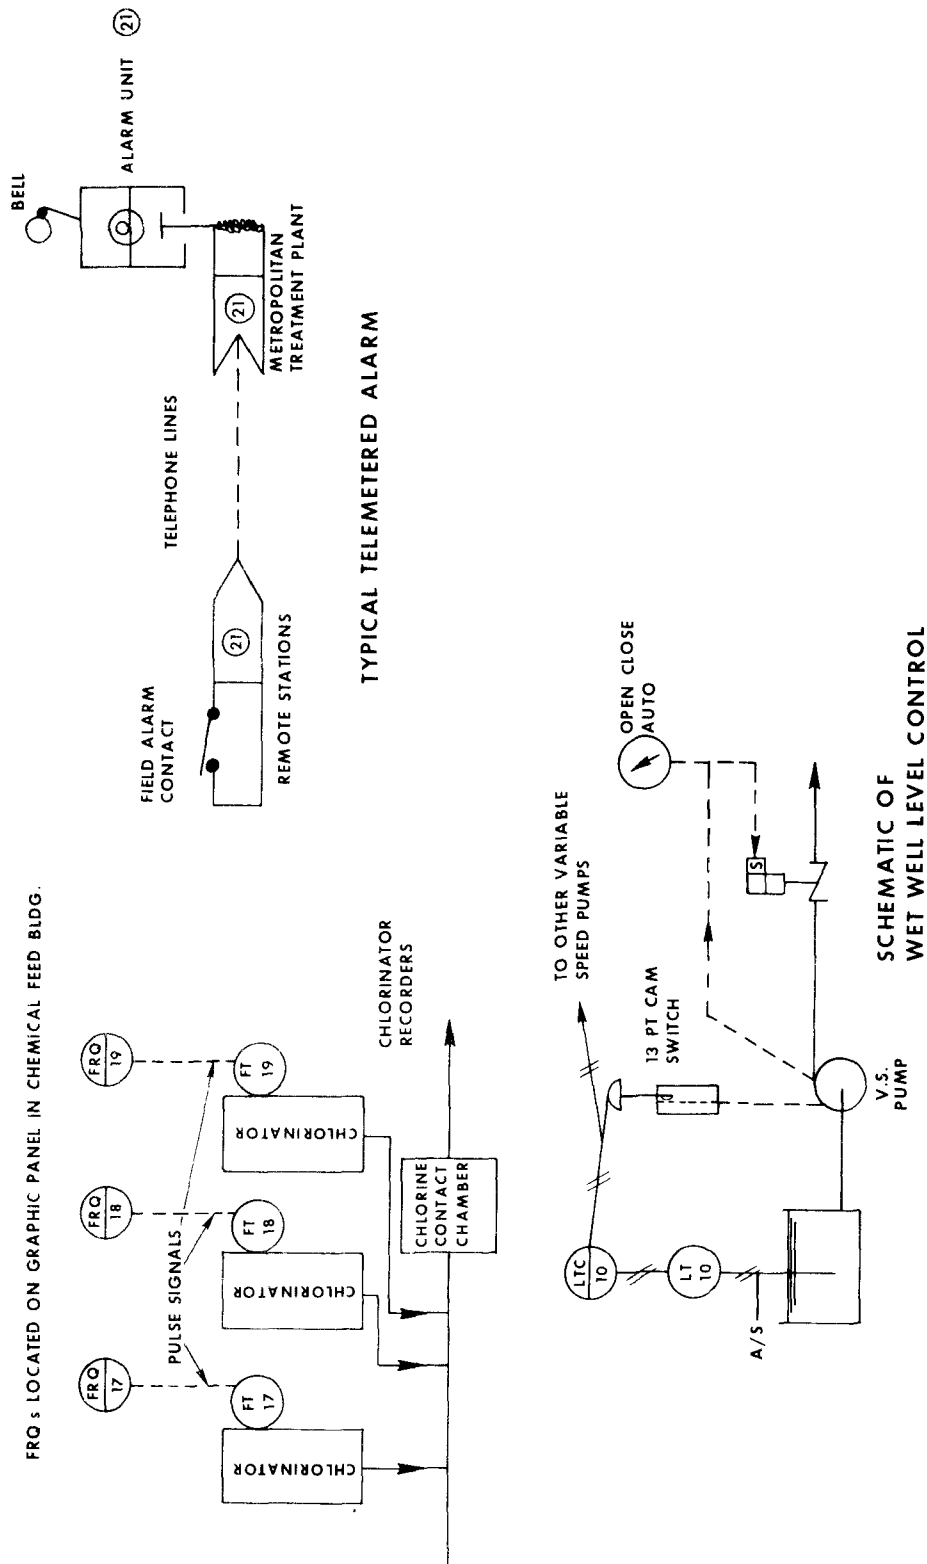 FRQ s LOCATED ON GRAPHIC PANEL IN CHEMICAL FEED BLDG.
FRQ
17
FRQ
18
FRQ
19
PULSE SIGNALS
FT
17
FT
18
FT
19
CHLORINATOR
CHLORINATOR
CHLORINATOR
CHLORINE
CONTACT
CHAMBER
CHLORINATOR
RECORDERS
FIELD ALARM
CONTACT
21
REMOTE STATIONS
TELEPHONE LINES
21
METROPOLITAN
TREATMENT PLANT
BELL
ALARM UNIT 21
TYPICAL TELEMETERED ALARM
LTC
10
LT
10
A/S
TO OTHER VARIABLE
SPEED PUMPS
13 PT CAM
SWITCH
V.S.
PUMP
S
OPEN CLOSE
AUTO
SCHEMATIC OF
WET WELL LEVEL CONTROL